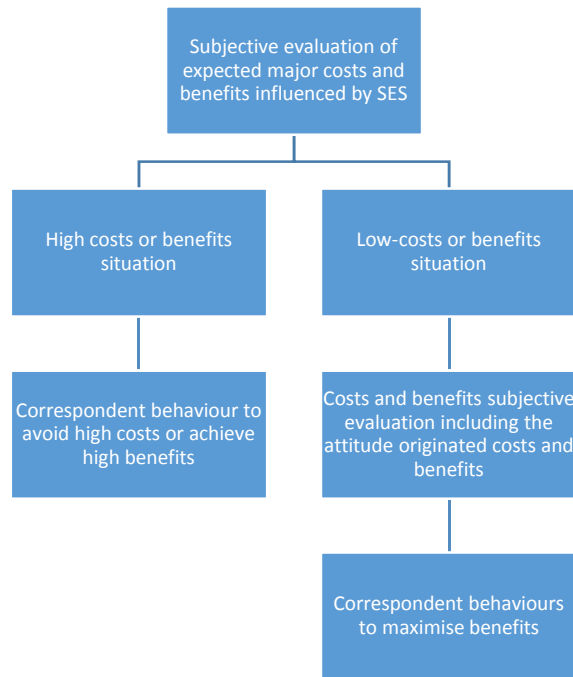 Subjective evaluation of
expected major costs and
benefits influenced by SES
High costs or benefits
situation
Low-costs or benefits
situation
Correspondent behaviour to
avoid high costs or achieve
high benefits
Costs and benefits subjective
evaluation including the
attitude originated costs and
benefits
Correspondent behaviours
to maximise benefits